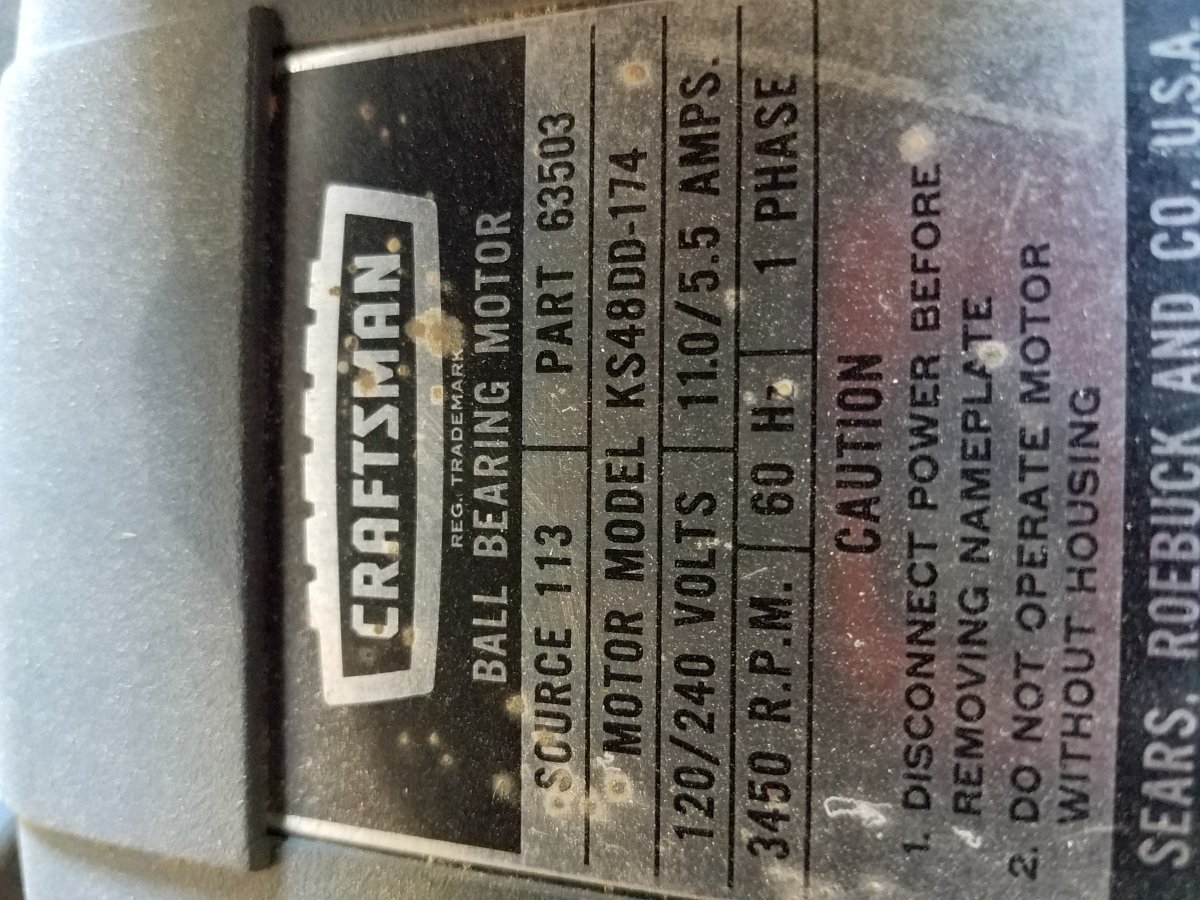 CRAFTSMAN
REG. TRADEMARK
BALL BEARING MOTOR
SOURCE 113 PART 63503
MOTOR MODEL KS48DD-174
120/240 VOLTS 11.0/5.5 AMPS.
3450 R.P.M. 60 Hz 1 PHASE
CAUTION
1. DISCONNECT POWER BEFORE
REMOVING NAMEPLATE
2. DO NOT OPERATE MOTOR
WITHOUT HOUSING
SEARS, ROEBUCK AND CO. U.S.A.